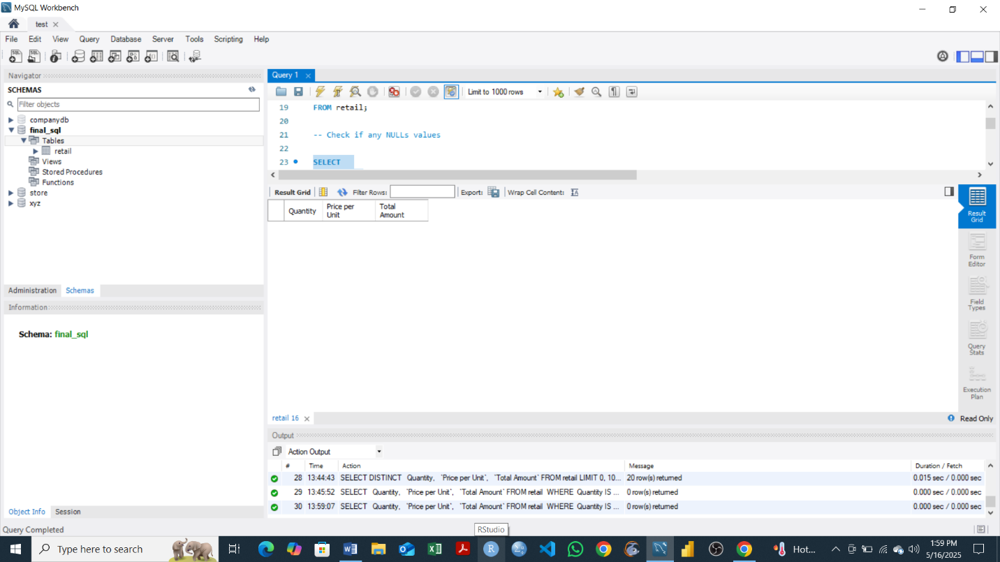 MySQL Workbench
test
File Edit View Query Database Server Tools Scripting Help
Navigator
SCHEMAS
Filter objects
companydb
final_sql
Tables
retail
Views
Stored Procedures
Functions
store
xyz
Administration Schemas
Information
Schema: final_sql
Object Info Session
Query 1
Limit to 1000 rows
19 FROM retail;
20
21 -- Check if any NULLs values
22
23 SELECT
Result Grid Filter Rows: Export: Wrap Cell Content:
Quantity Price per Unit Total Amount
Result Grid
Form Editor
Field Types
Query Stats
Execution Plan
retail 16 Read Only
Output
Action Output
# Time Action Message Duration / Fetch
28 13:44:43 SELECT DISTINCT Quantity, `Price per Unit`, `Total Amount` FROM retail LIMIT 0, 10... 20 row(s) returned 0.015 sec / 0.000 sec
29 13:45:52 SELECT Quantity, `Price per Unit`, `Total Amount` FROM retail WHERE Quantity IS ... 0 row(s) returned 0.000 sec / 0.000 sec
30 13:59:07 SELECT Quantity, `Price per Unit`, `Total Amount` FROM retail WHERE Quantity IS ... 0 row(s) returned 0.000 sec / 0.000 sec
Query Completed
RStudio
Type here to search
Hot...
1:59 PM
5/16/2025